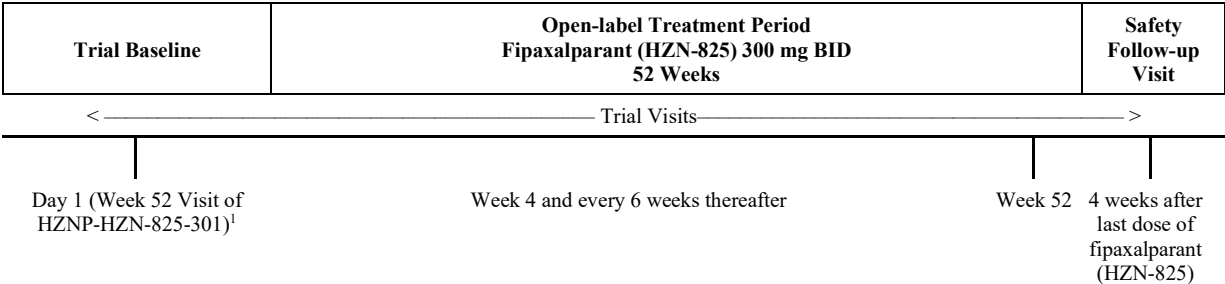 Trial Baseline
Open-label Treatment Period
Fipaxalparant (HZN-825) 300 mg BID
52 Weeks
Safety
Follow-up
Visit
< Trial Visits >
Day 1 (Week 52 Visit of
HZNP-HZN-825-301)1
Week 4 and every 6 weeks thereafter
Week 52
4 weeks after
last dose of
fipaxalparant
(HZN-825)